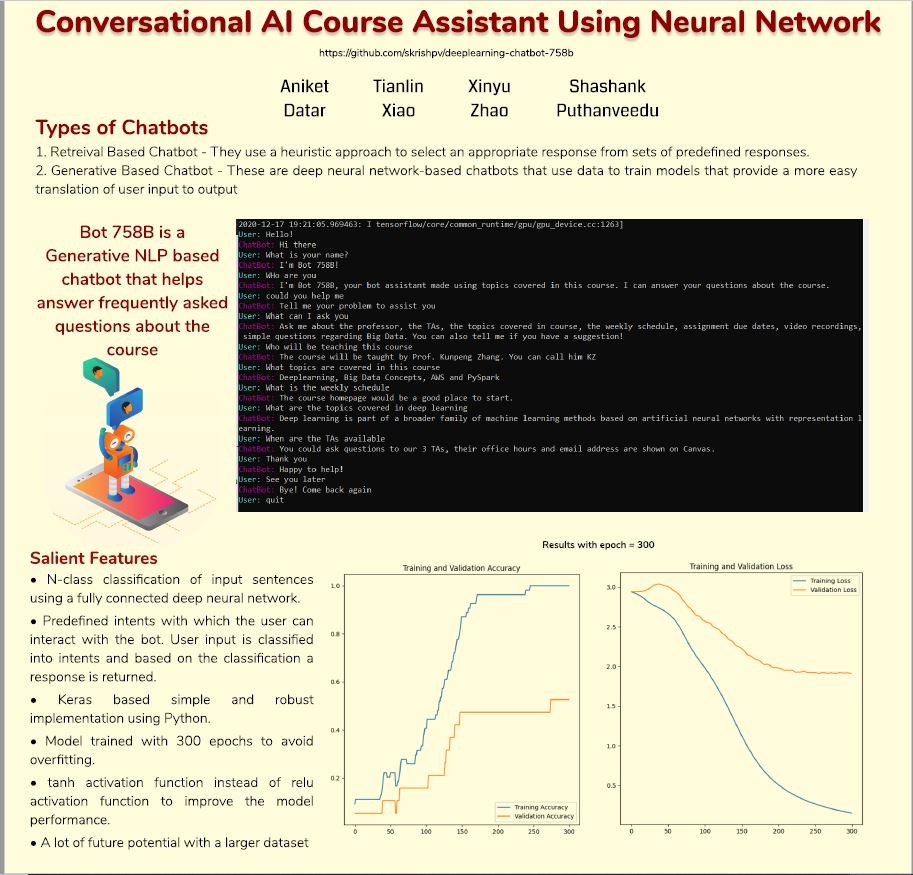 Conversational AI Course Assistant Using Neural Network
https://github.com/skrishpv/deeplearning-chatbot-758b
Aniket Tianlin Xinyu Shashank
Datar Xiao Zhao Puthanveedu
Types of Chatbots
1. Retreival Based Chatbot - They use a heuristic approach to select an appropriate response from sets of predefined responses.
2. Generative Based Chatbot - These are deep neural network-based chatbots that use data to train models that provide a more easy
translation of user input to output
Bot 758B is a
Generative NLP based
chatbot that helps
answer frequently asked
questions about the
course
2020-12-17 19:21:05.969463: I tensorflow/core/common_runtime/gpu/gpu_device.cc:1263]
User: Hello!
ChatBot: Hi there
User: What is your name?
ChatBot: I'm Bot 758B!
User: WHo are you
ChatBot: I'm Bot 758B, your bot assistant made using topics covered in this course. I can answer your questions about the course.
User: could you help me
ChatBot: Tell me your problem to assist you
User: What can I ask you
ChatBot: Ask me about the professor, the TAs, the topics covered in course, the weekly schedule, assignment due dates, video recordings,
simple questions regarding Big Data. You can also tell me if you have a suggestion!
User: Who will be teaching this course
ChatBot: The course will be taught by Prof. Kunpeng Zhang. You can call him KZ
User: What topics are covered in this course
ChatBot: Deeplearning, Big Data Concepts, AWS and PySpark
User: What is the weekly schedule
ChatBot: The course homepage would be a good place to start.
User: What are the topics covered in deep learning
ChatBot: Deep learning is part of a broader family of machine learning methods based on artificial neural networks with representation l
earning.
User: When are the TAs available
ChatBot: You could ask questions to our 3 TAs, their office hours and email address are shown on Canvas.
User: Thank you
ChatBot: Happy to help!
User: See you later
ChatBot: Bye! Come back again
User: quit
Salient Features
• N-class classification of input sentences
using a fully connected deep neural network.
• Predefined intents with which the user can
interact with the bot. User input is classified
into intents and based on the classification a
response is returned.
• Keras based simple and robust
implementation using Python.
• Model trained with 300 epochs to avoid
overfitting.
• tanh activation function instead of relu
activation function to improve the model
performance.
• A lot of future potential with a larger dataset
Results with epoch = 300
Training and Validation Accuracy
1.0
0.8
0.6
0.4
0.2
0 50 100 150 200 250 300
Training Accuracy
Validation Accuracy
Training and Validation Loss
Training Loss
Validation Loss
3.0
2.5
2.0
1.5
1.0
0.5
0 50 100 150 200 250 300